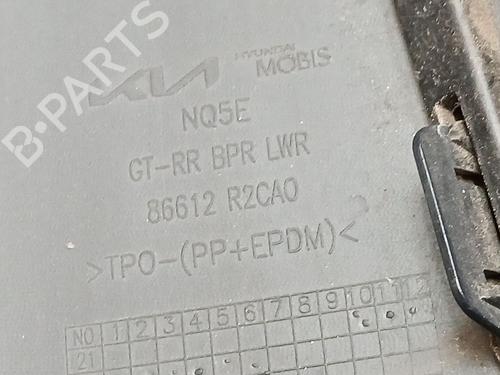 B-PARTS
KIA
HYUNDAI
MOBIS
NQ5E
GT-RR BPR LWR
86612 R2CA0
>TPO-(PP+EPDM)<
NO 1 2 3 4 5 6 7 8 9 10 11 12
21